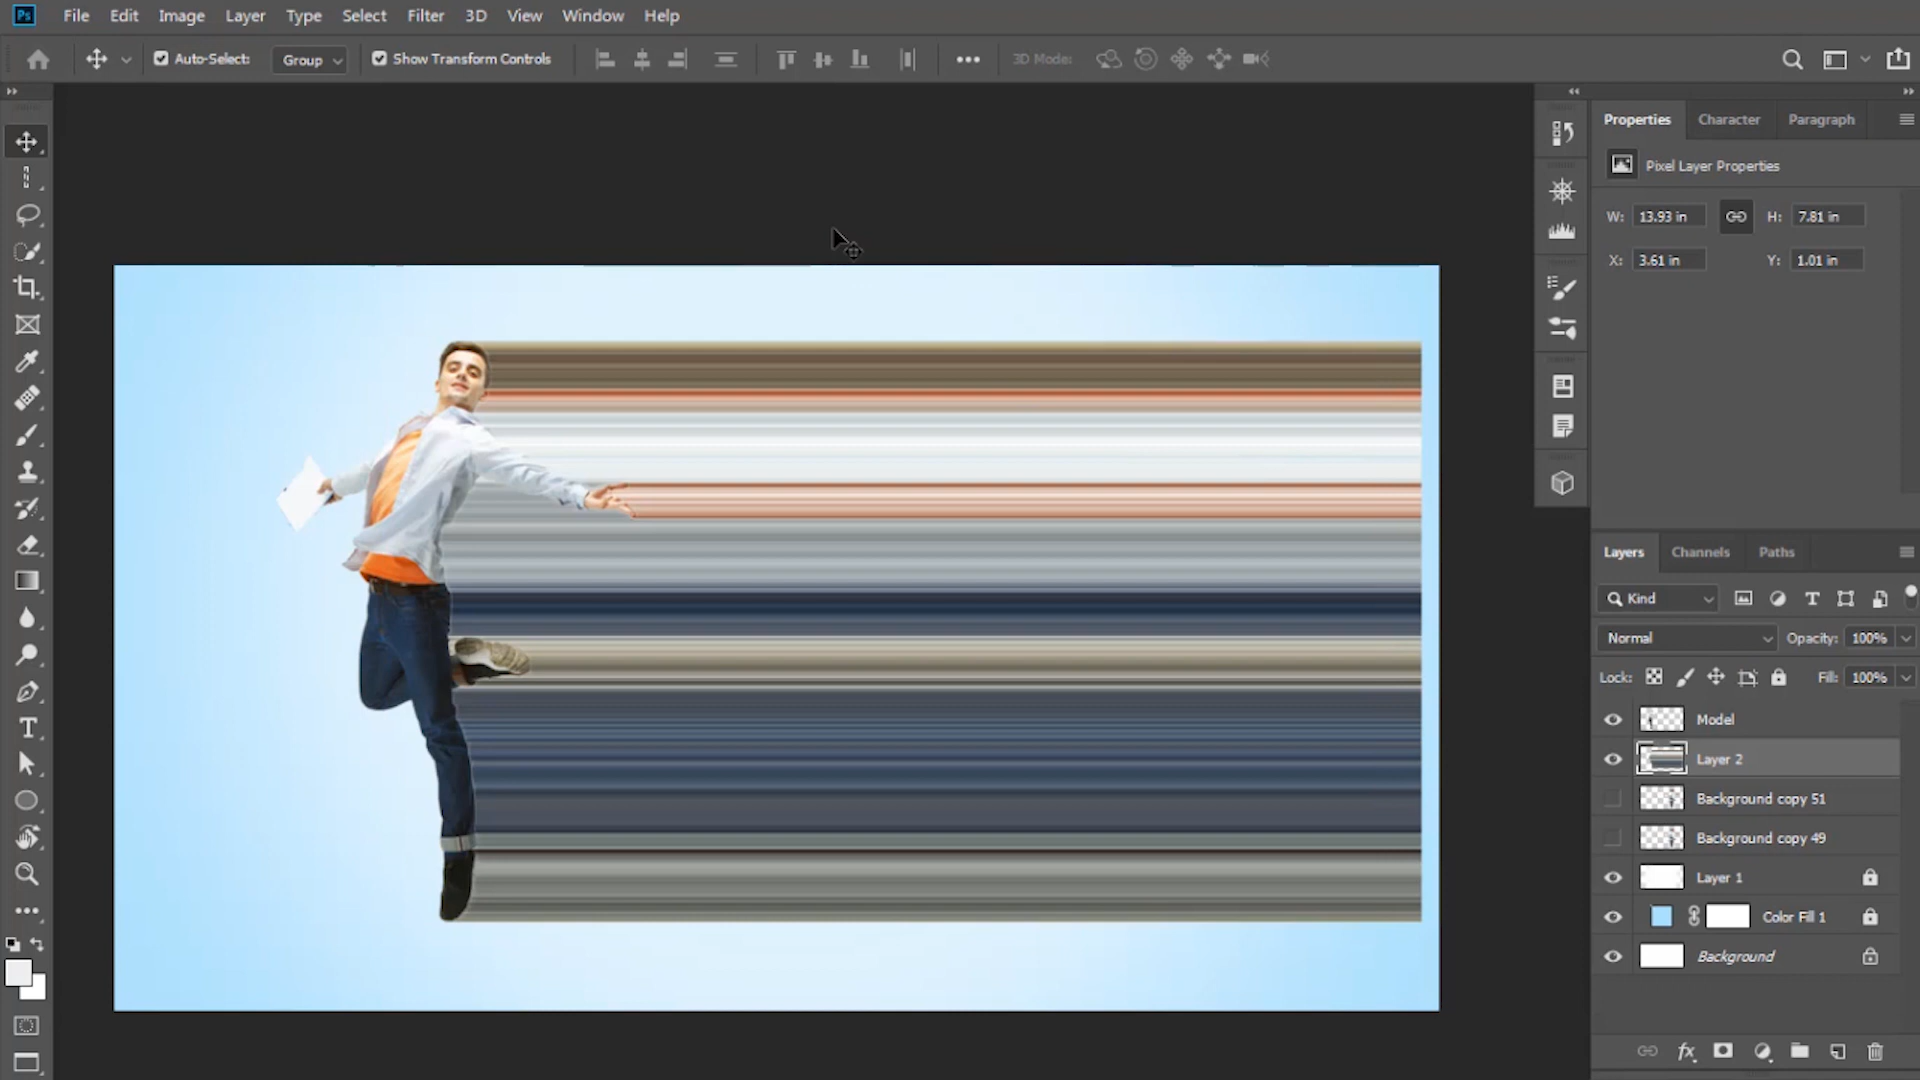 Ps File Edit Image Layer Type Select Filter 3D View Window Help
Auto-Select: Group Show Transform Controls 3D Mode:
Properties Character Paragraph
Pixel Layer Properties
W: 13.93 in H: 7.81 in
X: 3.61 in Y: 1.01 in
Layers Channels Paths
Kind
Normal Opacity: 100%
Lock: Fill: 100%
Model
Layer 2
Background copy 51
Background copy 49
Layer 1
Color Fill 1
Background